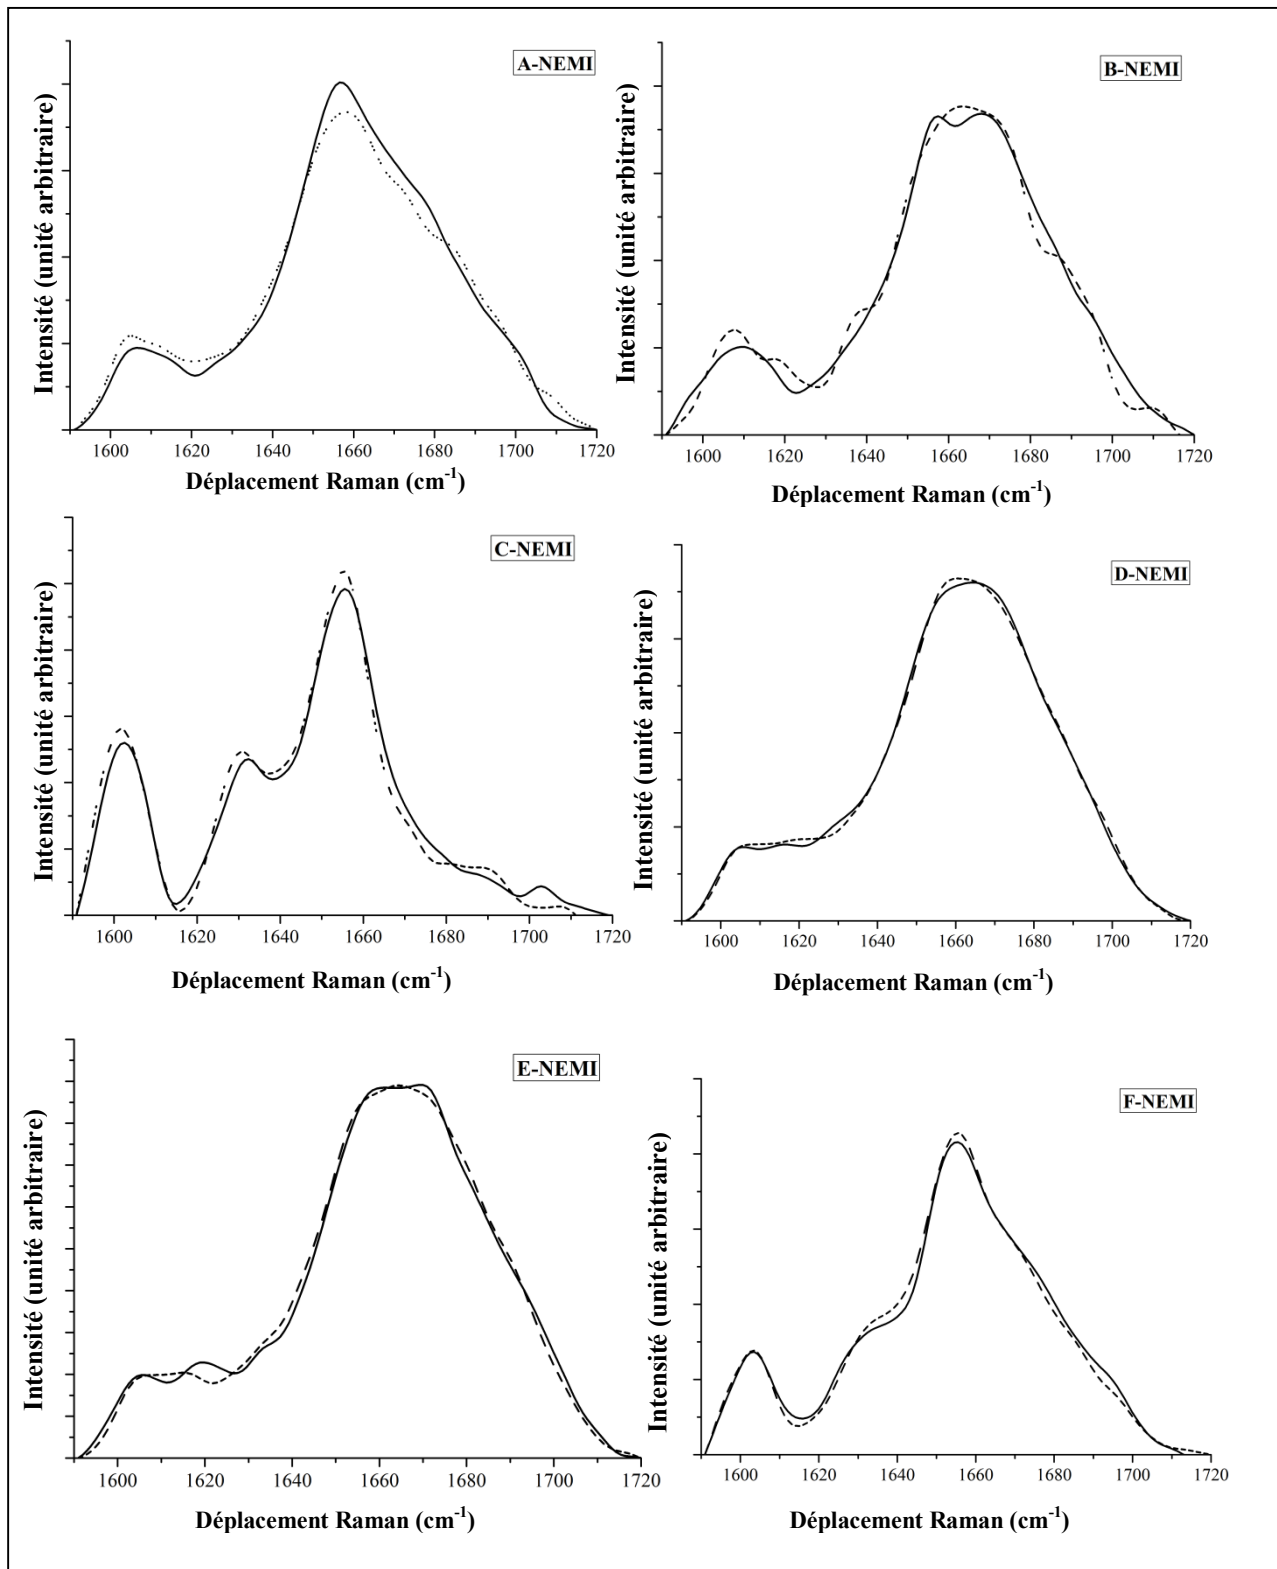 A-NEMI
Intensité (unité arbitraire)
1600 1620 1640 1660 1680 1700 1720
Déplacement Raman (cm-1)
B-NEMI
Intensité (unité arbitraire)
1600 1620 1640 1660 1680 1700 1720
Déplacement Raman (cm-1)
C-NEMI
Intensité (unité arbitraire)
1600 1620 1640 1660 1680 1700 1720
Déplacement Raman (cm-1)
D-NEMI
Intensité (unité arbitraire)
1600 1620 1640 1660 1680 1700 1720
Déplacement Raman (cm-1)
E-NEMI
Intensité (unité arbitraire)
1600 1620 1640 1660 1680 1700 1720
Déplacement Raman (cm-1)
F-NEMI
Intensité (unité arbitraire)
1600 1620 1640 1660 1680 1700 1720
Déplacement Raman (cm-1)